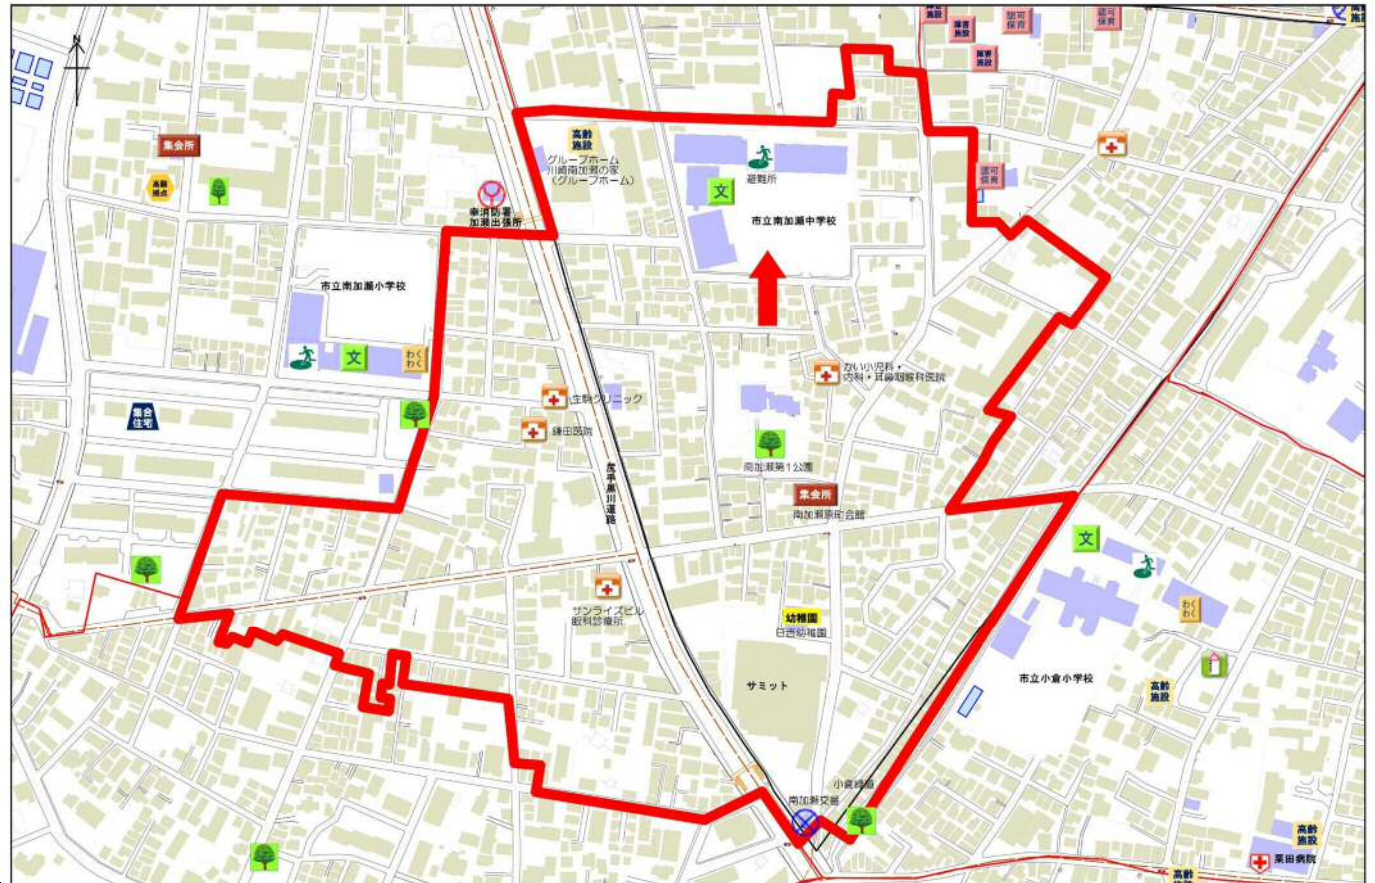 N
障害
施設
障害
施設
認可
保育
認可
保育
障害
施設
集会所
高齢
施設
グループホーム
川崎南加瀬の家
(グループホーム)
避難所
文
市立南加瀬中学校
認可
保育
幸消防署
加瀬出張所
市立南加瀬小学校
文
わく
わく
かい小児科・
内科・耳鼻咽喉科医院
生駒クリニック
鎌田医院
集合
住宅
尻手黒川道路
南加瀬第1公園
集会所
南加瀬原町会館
文
わく
わく
サンライズビル
眼科診療所
幼稚園
日吉幼稚園
サミット
市立小倉小学校
高齢
施設
小倉緑道
南加瀬交番
高齢
施設
栗田病院
高齢